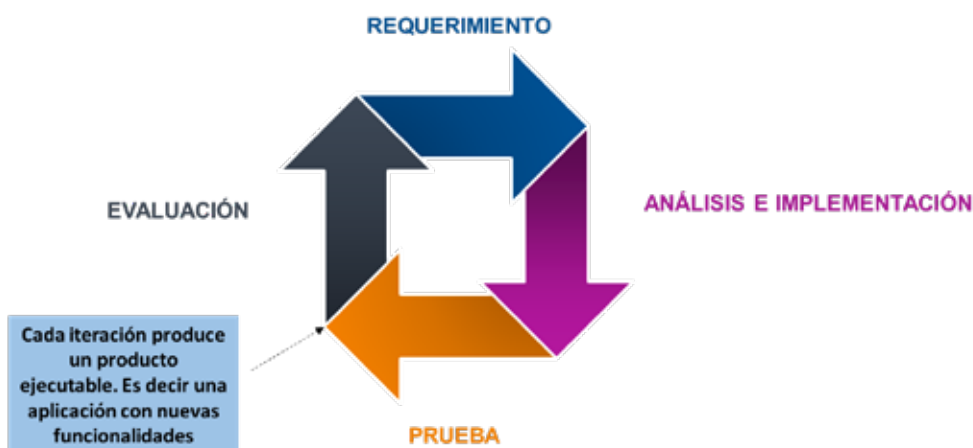 REQUERIMIENTO
EVALUACIÓN
ANÁLISIS E IMPLEMENTACIÓN
Cada iteración produce
un producto
ejecutable. Es decir una
aplicación con nuevas
funcionalidades
PRUEBA